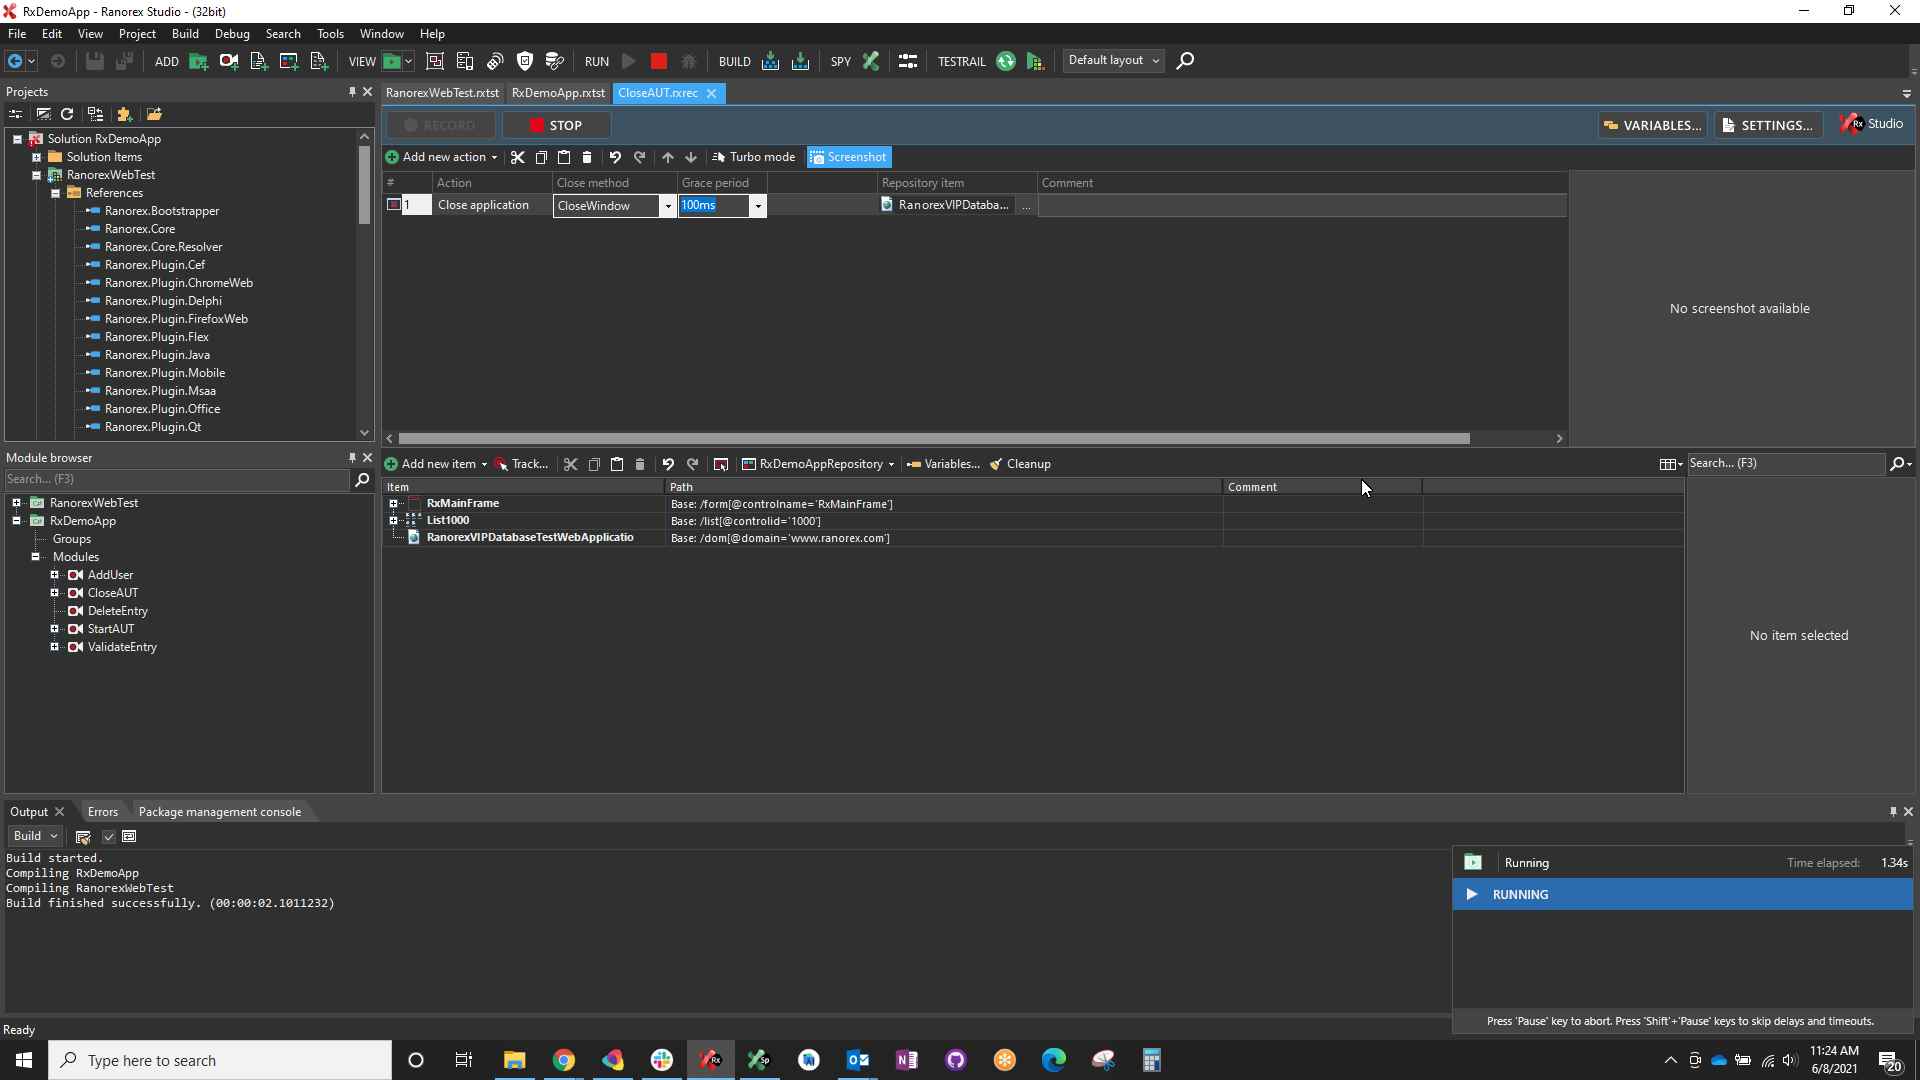 RxDemoApp - Ranorex Studio - (32bit)
File Edit View Project Build Debug Search Tools Window Help
ADD VIEW RUN BUILD SPY TESTRAIL Default layout
Projects
Solution RxDemoApp
Solution Items
RanorexWebTest
References
Ranorex.Bootstrapper
Ranorex.Core
Ranorex.Core.Resolver
Ranorex.Plugin.Cef
Ranorex.Plugin.ChromeWeb
Ranorex.Plugin.Delphi
Ranorex.Plugin.FirefoxWeb
Ranorex.Plugin.Flex
Ranorex.Plugin.Java
Ranorex.Plugin.Mobile
Ranorex.Plugin.Msaa
Ranorex.Plugin.Office
Ranorex.Plugin.Qt
RanorexWebTest.rxtst RxDemoApp.rxtst CloseAUT.rxrec
RECORD STOP VARIABLES... SETTINGS... Rx Studio
Add new action Turbo mode Screenshot
# Action Close method Grace period Repository item Comment
1 Close application CloseWindow 100ms RanorexVIPDataba... ...
No screenshot available
Module browser
Search... (F3)
RanorexWebTest
RxDemoApp
Groups
Modules
AddUser
CloseAUT
DeleteEntry
StartAUT
ValidateEntry
Add new item Track... RxDemoAppRepository Variables... Cleanup Search... (F3)
Item Path Comment
RxMainFrame Base: /form[@controlname='RxMainFrame']
List1000 Base: /list[@controlid='1000']
RanorexVIPDatabaseTestWebApplicatio Base: /dom[@domain='www.ranorex.com']
No item selected
Output Errors Package management console
Build
Build started.
Compiling RxDemoApp
Compiling RanorexWebTest
Build finished successfully. (00:00:02.1011232)
Running Time elapsed: 1.34s
RUNNING
Press 'Pause' key to abort. Press 'Shift'+'Pause' keys to skip delays and timeouts.
Ready
Type here to search
11:24 AM
6/8/2021
20